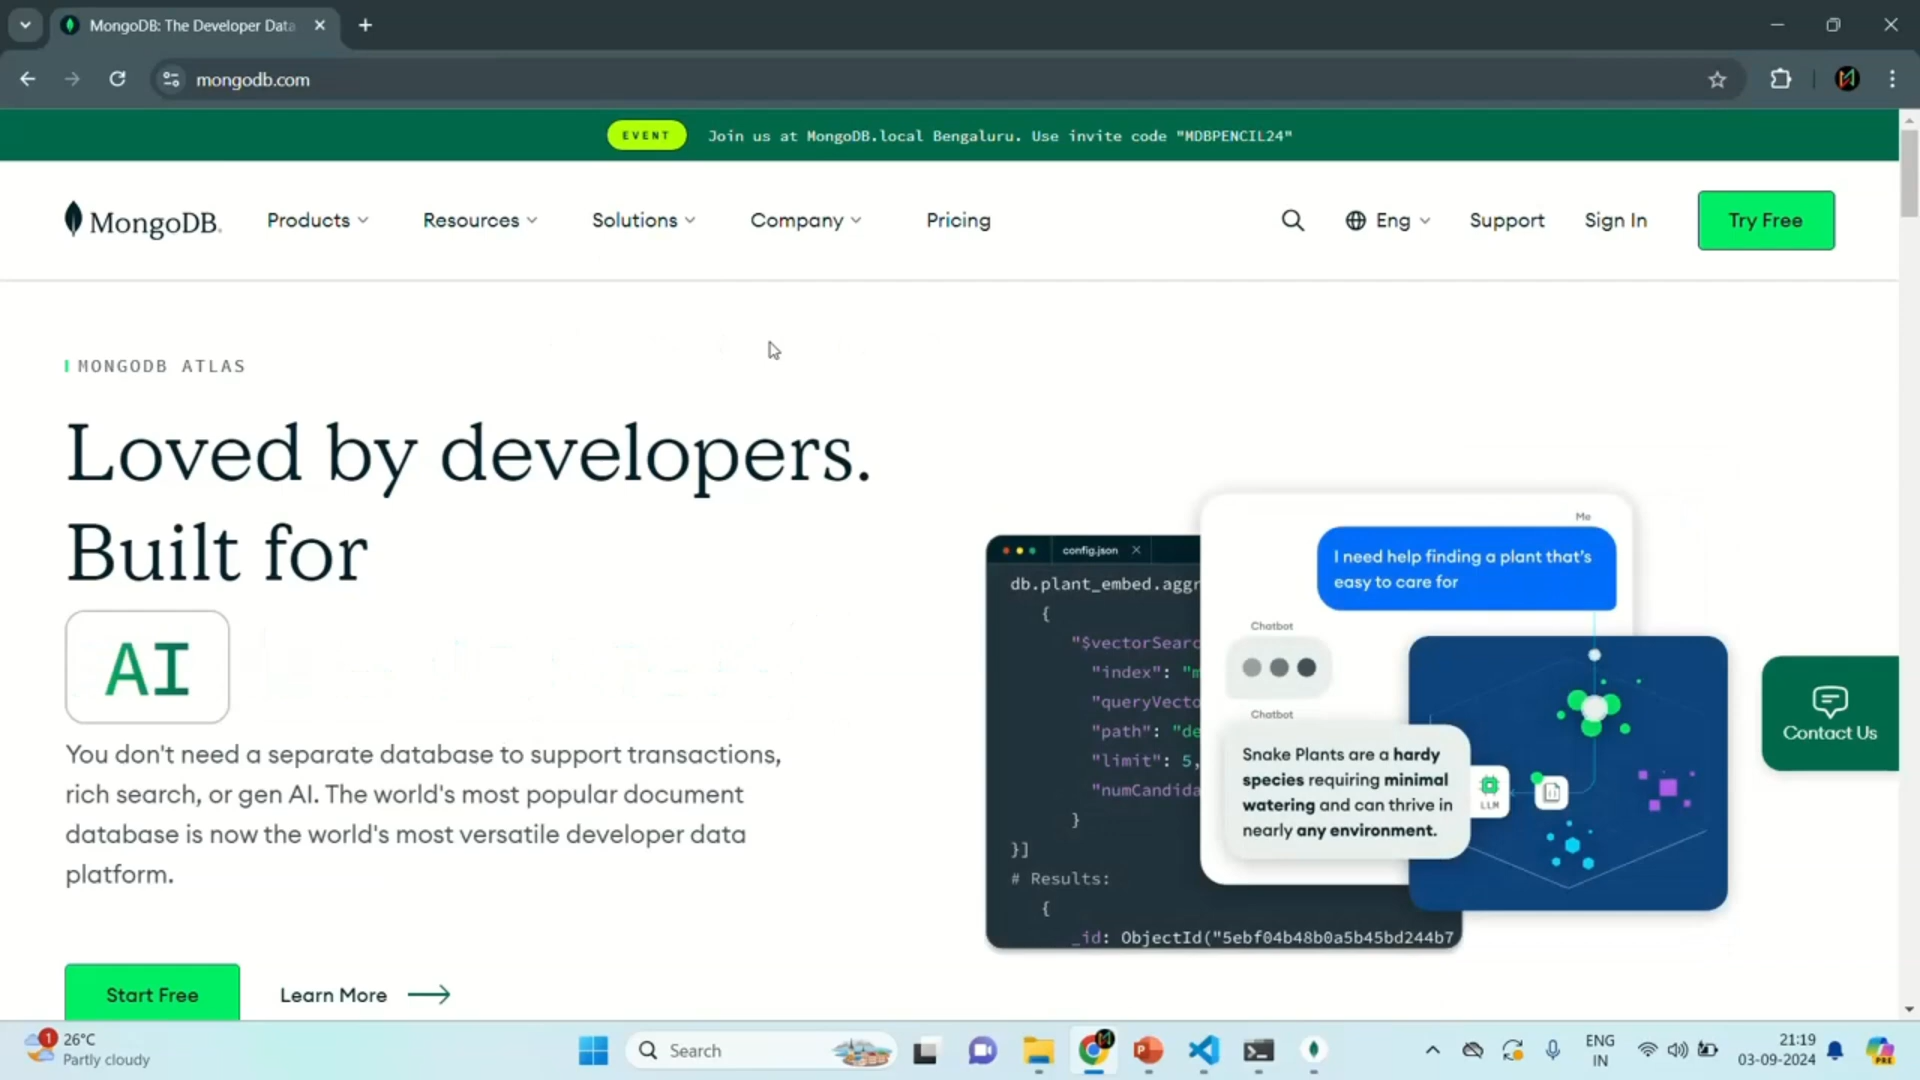 MongoDB: The Developer Data
mongodb.com
EVENT Join us at MongoDB.local Bengaluru. Use invite code "MDBPENCIL24"
MongoDB. Products Resources Solutions Company Pricing Eng Support Sign In Try Free
MONGODB ATLAS
Loved by developers.
Built for
AI
You don't need a separate database to support transactions,
rich search, or gen AI. The world's most popular document
database is now the world's most versatile developer data
platform.
Start Free Learn More
config.json
db.plant_embed.aggr
{
"$vectorSearc
"index": "m
"queryVecto
"path": "de
"limit": 5,
"numCandida
}
}]
# Results:
{
_id: ObjectId("5ebf04b48b0a5b45bd244b7
Me
I need help finding a plant that's
easy to care for
Chatbot
Chatbot
Snake Plants are a hardy
species requiring minimal
watering and can thrive in
nearly any environment.
LLM
Contact Us
1
26°C
Partly cloudy
Search
ENG
IN
21:19
03-09-2024
PRE